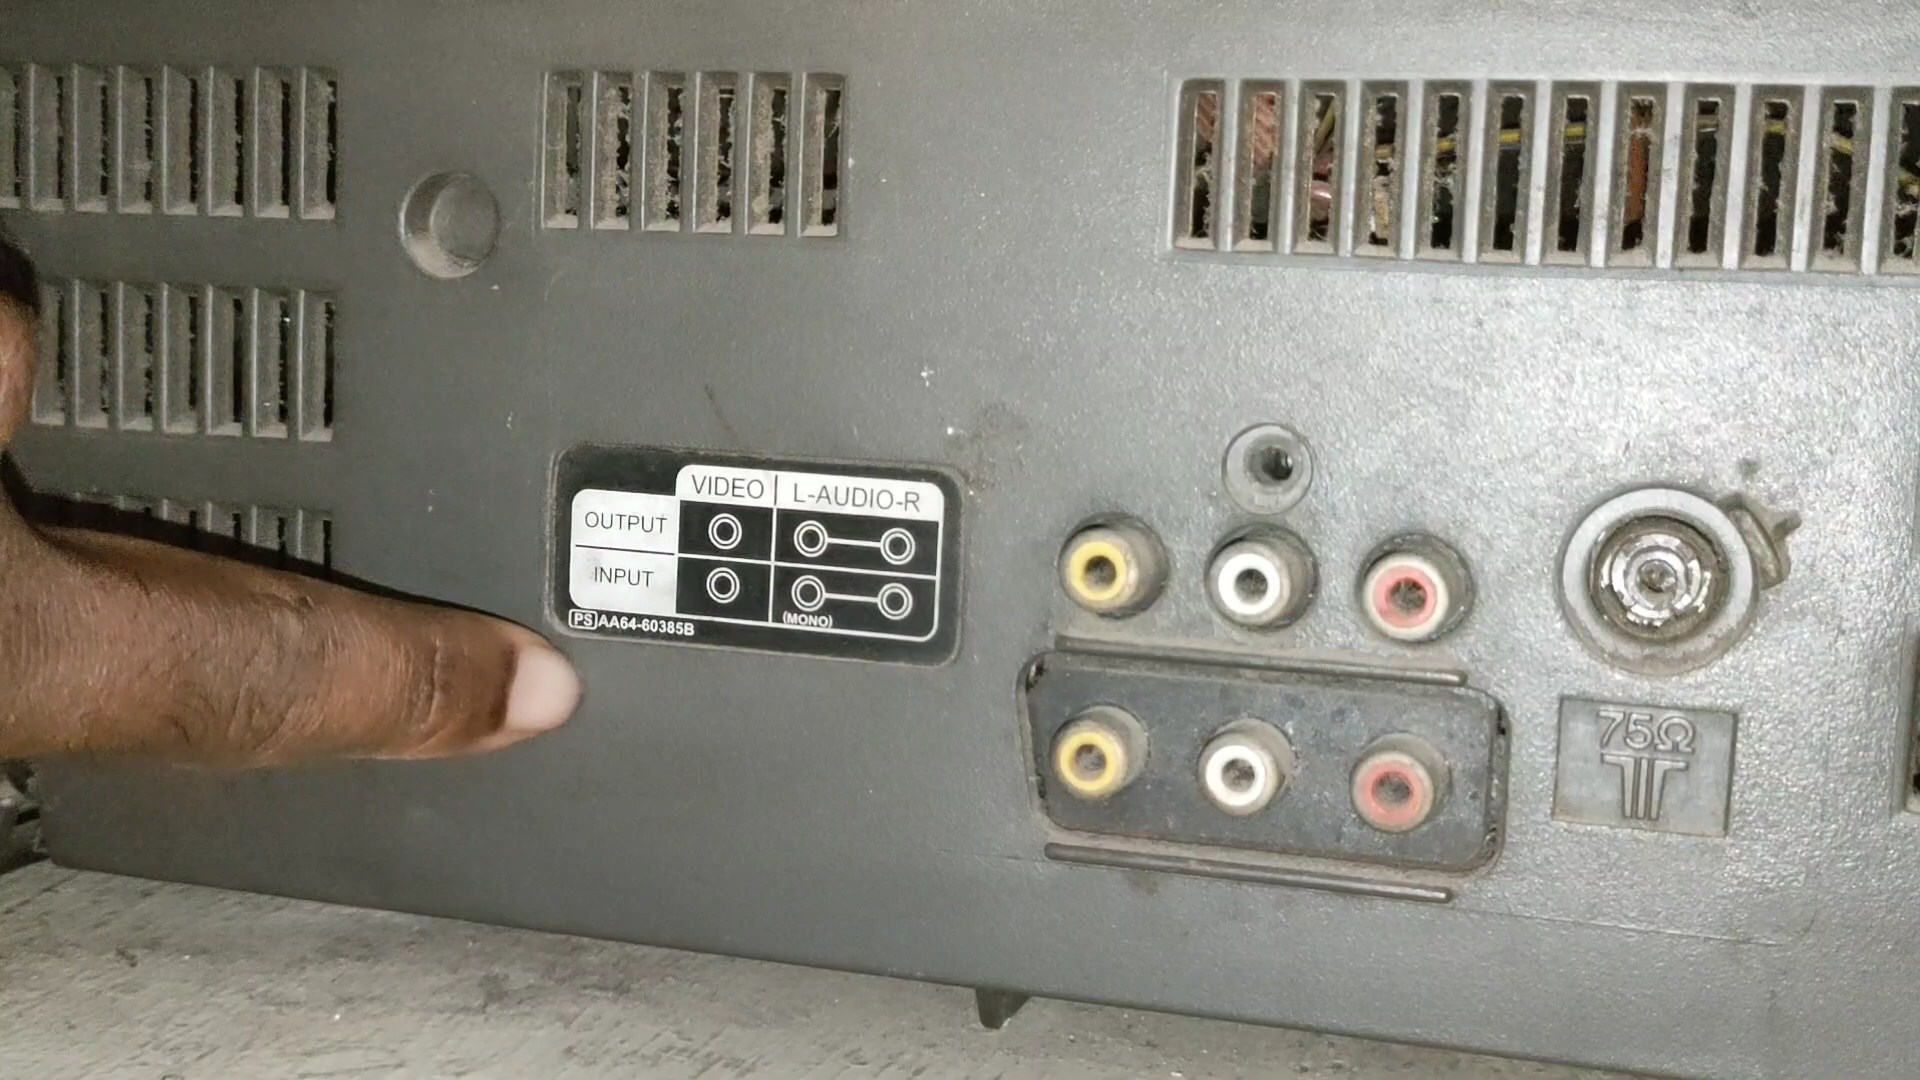 VIDEO | L-AUDIO-R
OUTPUT
INPUT
(MONO)
PS AA64-60385B
75Ω